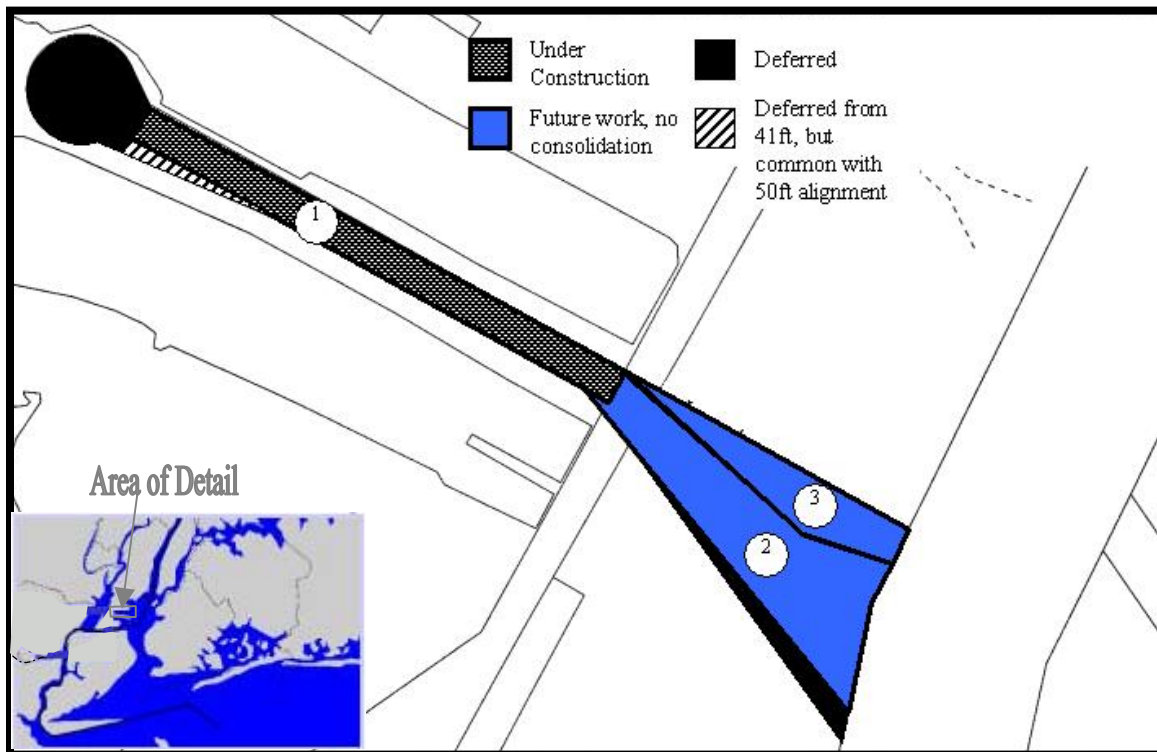 Under
Construction
Deferred
Future work, no
consolidation
Deferred from
41ft, but
common with
50ft alignment
1
3
2
Area of Detail